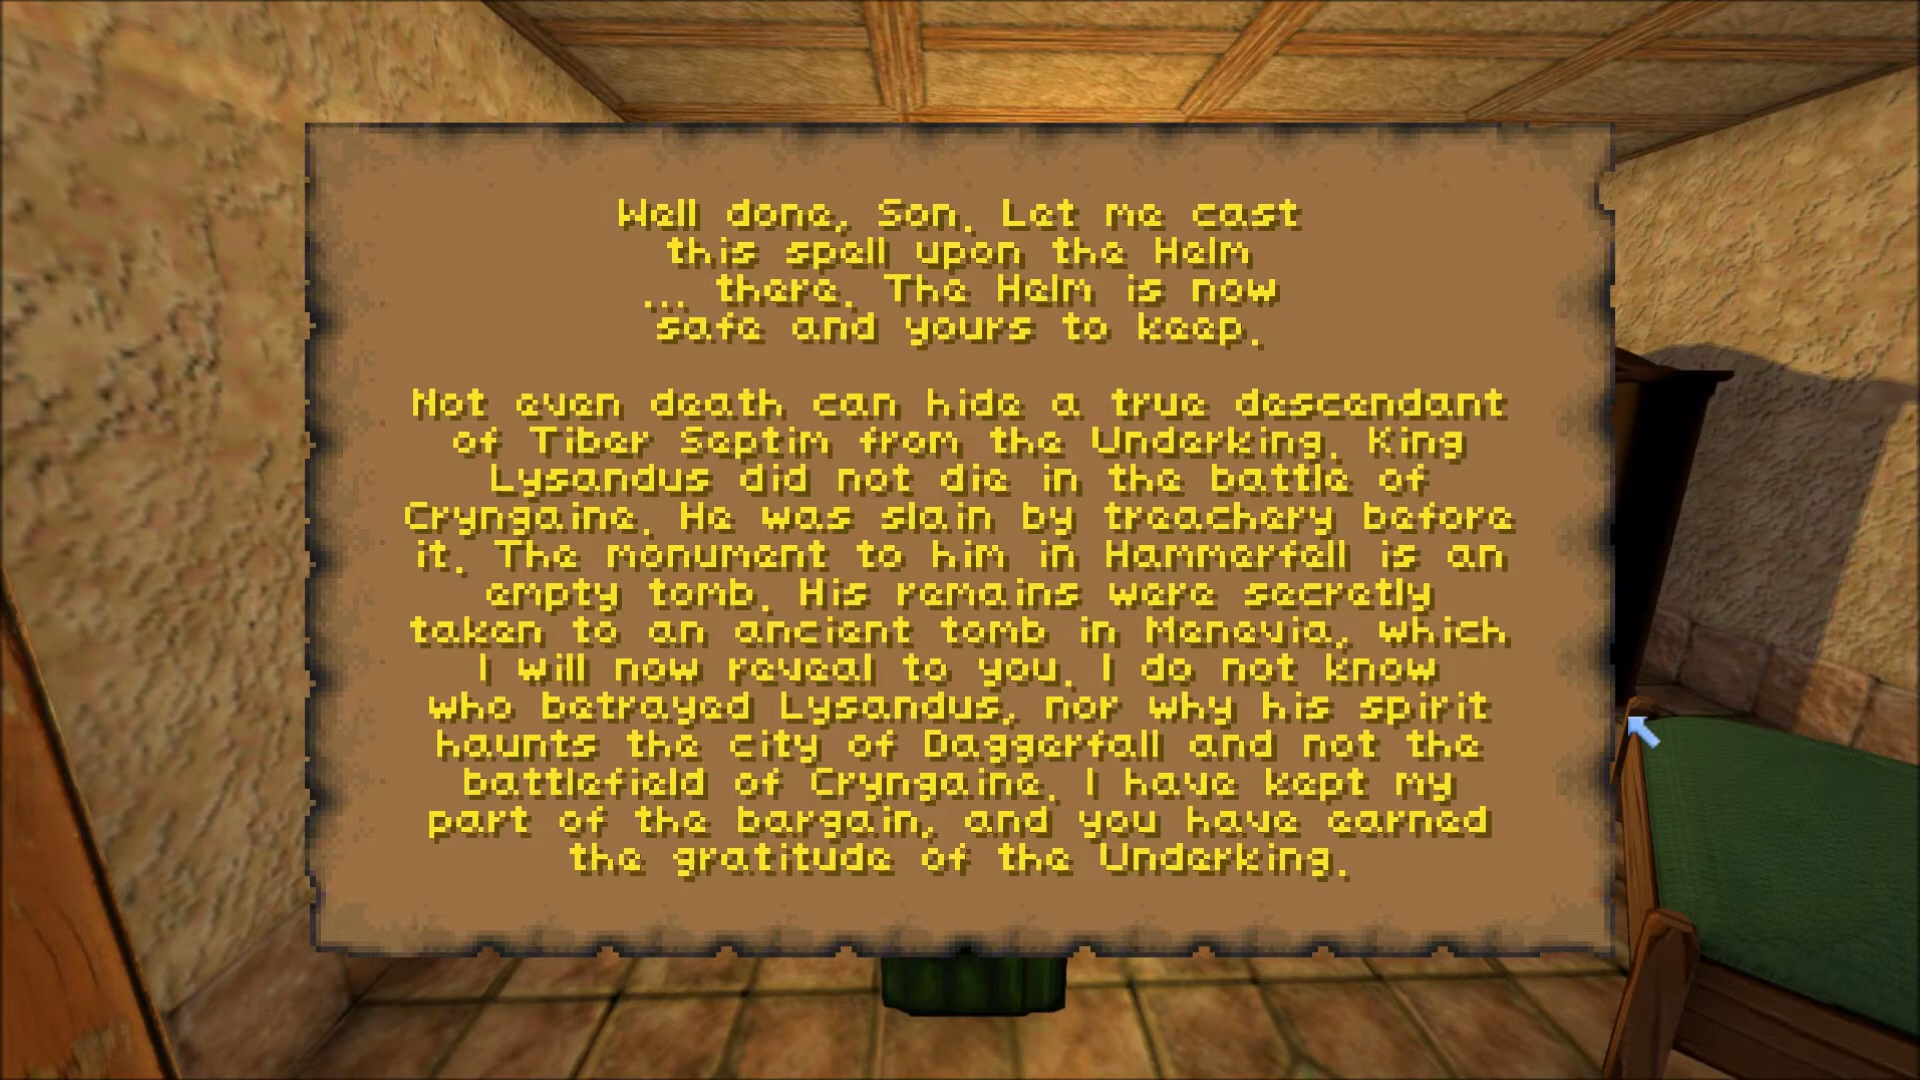 Well done, Son. Let me cast
this spell upon the Helm
... there. The Helm is now
safe and yours to keep.
Not even death can hide a true descendant
of Tiber Septim from the Underking. King
Lysandus did not die in the battle of
Cryngaine. He was slain by treachery before
it. The monument to him in Hammerfell is an
empty tomb. His remains were secretly
taken to an ancient tomb in Menevia, which
I will now reveal to you. I do not know
who betrayed Lysandus, nor why his spirit
haunts the city of Daggerfall and not the
battlefield of Cryngaine. I have kept my
part of the bargain, and you have earned
the gratitude of the Underking.